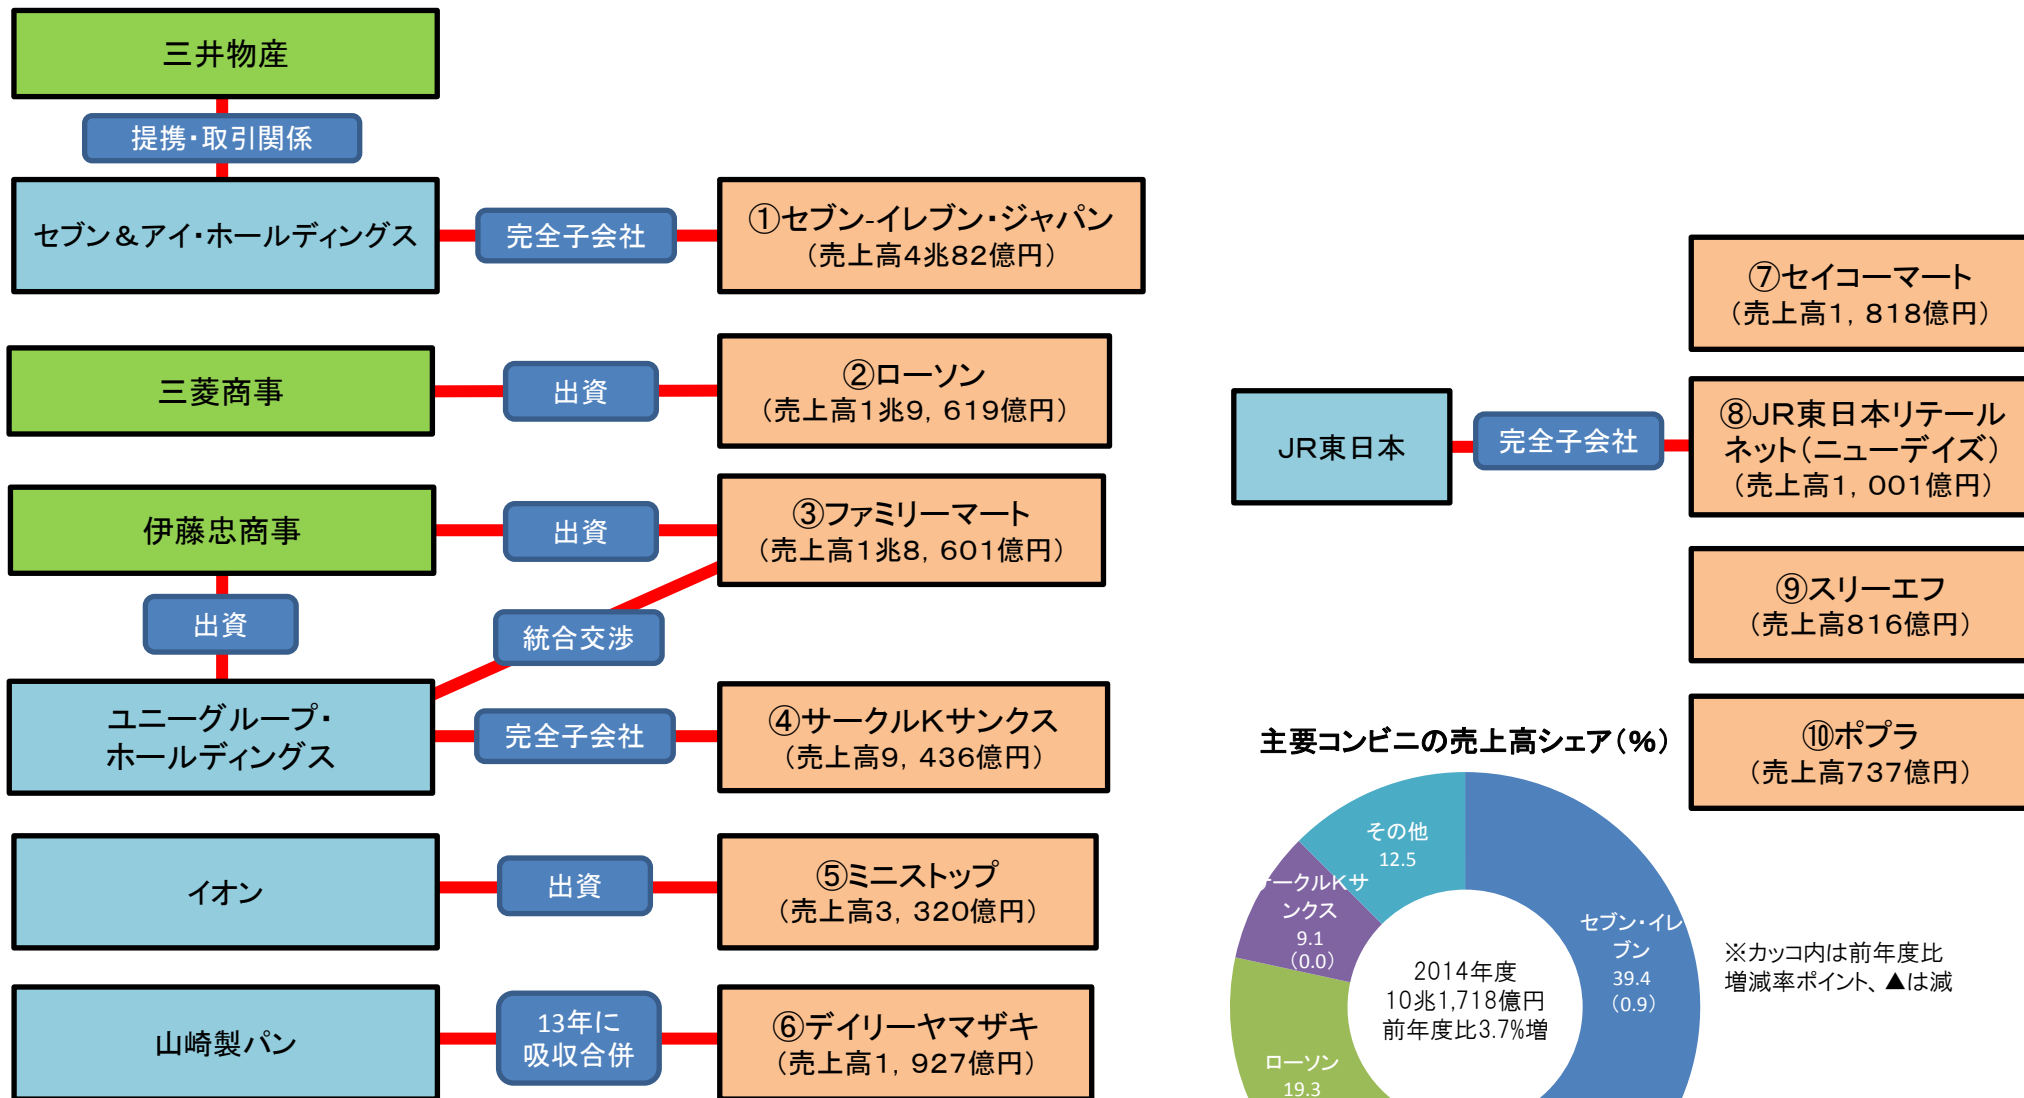 三井物産
提携・取引関係
セブン＆アイ・ホールディングス
完全子会社
①セブン-イレブン・ジャパン
（売上高４兆８２億円）
三菱商事
出資
②ローソン
（売上高１兆９，６１９億円）
伊藤忠商事
出資
③ファミリーマート
（売上高１兆８，６０１億円）
出資
統合交渉
ユニーグループ・
ホールディングス
完全子会社
④サークルＫサンクス
（売上高９，４３６億円）
イオン
出資
⑤ミニストップ
（売上高３，３２０億円）
山崎製パン
13年に
吸収合併
⑥デイリーヤマザキ
（売上高１，９２７億円）
⑦セイコーマート
（売上高１，８１８億円）
ＪＲ東日本
完全子会社
⑧ＪＲ東日本リテール
ネット（ニューデイズ）
（売上高１，００１億円）
⑨スリーエフ
（売上高８１６億円）
⑩ポプラ
（売上高７３７億円）
主要コンビニの売上高シェア（％）
その他
12.5
ークルKサ
ンクス
9.1
（0.0）
セブン・イレ
ブン
39.4
（0.9）
2014年度
10兆1,718億円
前年度比3.7%増
ローソン
19.3
※カッコ内は前年度比
増減率ポイント、▲は減